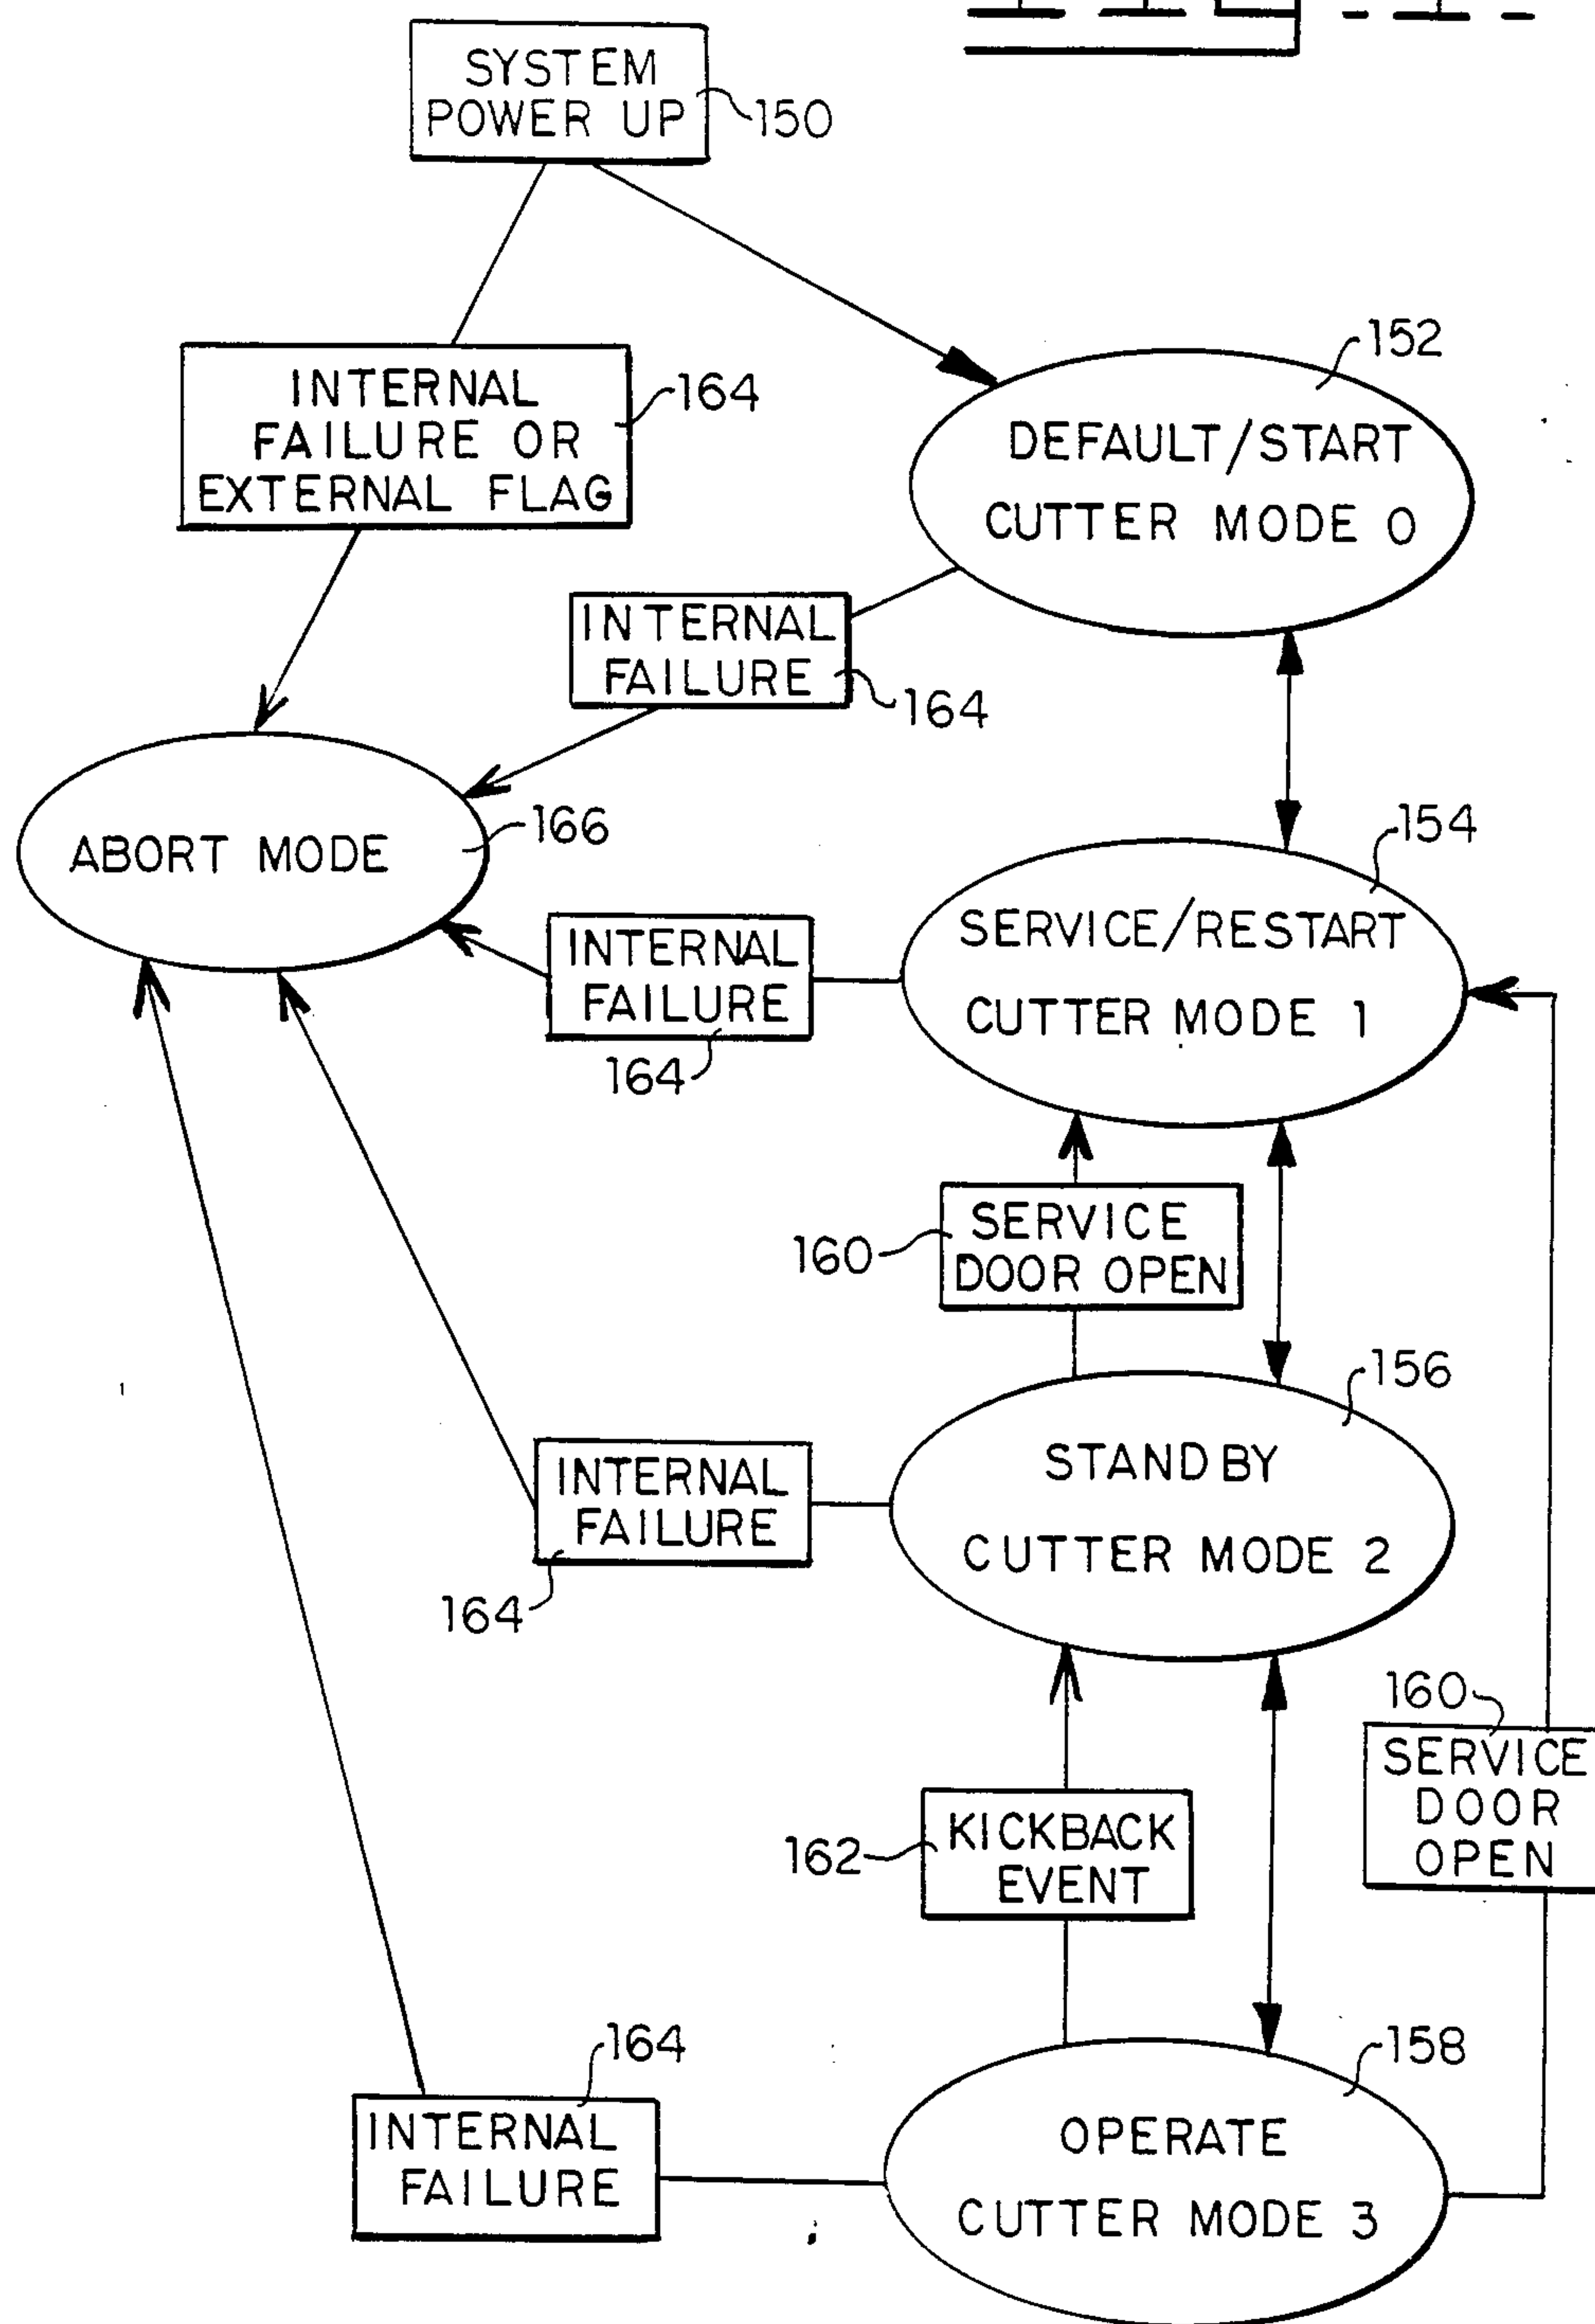 SYSTEM
POWER UP
150
INTERNAL
FAILURE OR
EXTERNAL FLAG
164
152
DEFAULT/START
CUTTER MODE 0
INTERNAL
FAILURE
164
ABORT MODE
166
154
SERVICE/RESTART
CUTTER MODE 1
INTERNAL
FAILURE
164
SERVICE
DOOR OPEN
160
156
STANDBY
CUTTER MODE 2
INTERNAL
FAILURE
164
160
SERVICE
DOOR
OPEN
KICKBACK
EVENT
162
158
OPERATE
CUTTER MODE 3
164
INTERNAL
FAILURE